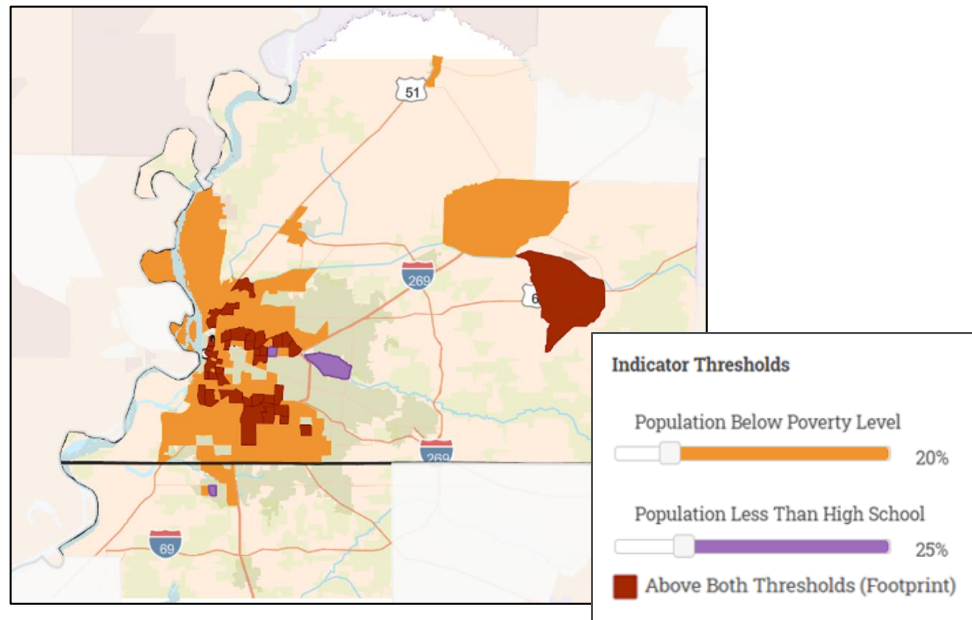 51
269
6
Indicator Thresholds
Population Below Poverty Level
20%
269
Population Less Than High School
25%
69
Above Both Thresholds (Footprint)